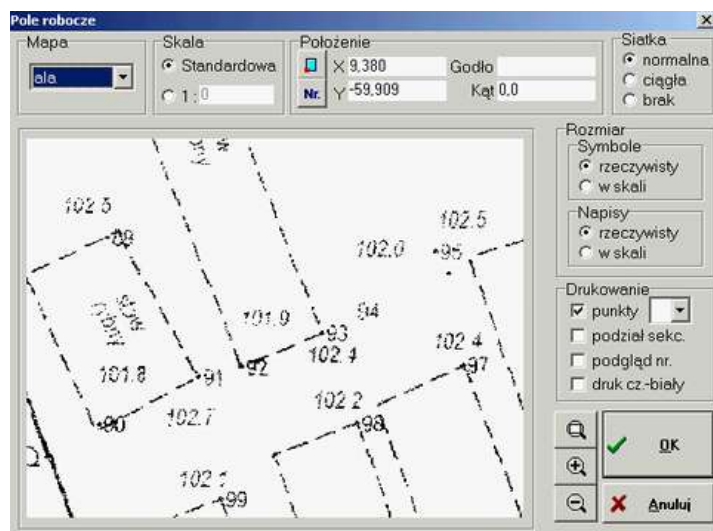 Pole robocze
Mapa
ala
Skala
Standardowa
1 : 0
Położenie
X 9,380
Godło
Nr.
Y -59,909
Kąt 0,0
Siatka
normalna
ciągła
brak
102 5
89
102.5
102.0
95
101.9
94
93
102 4
92
102 4
97
101.8
91
90
102.7
102 2
98
102 1
99
Rozmiar
Symbole
rzeczywisty
w skali
Napisy
rzeczywisty
w skali
Drukowanie
punkty
podział sekc.
podgląd nr.
druk cz.-biały
OK
Anuluj